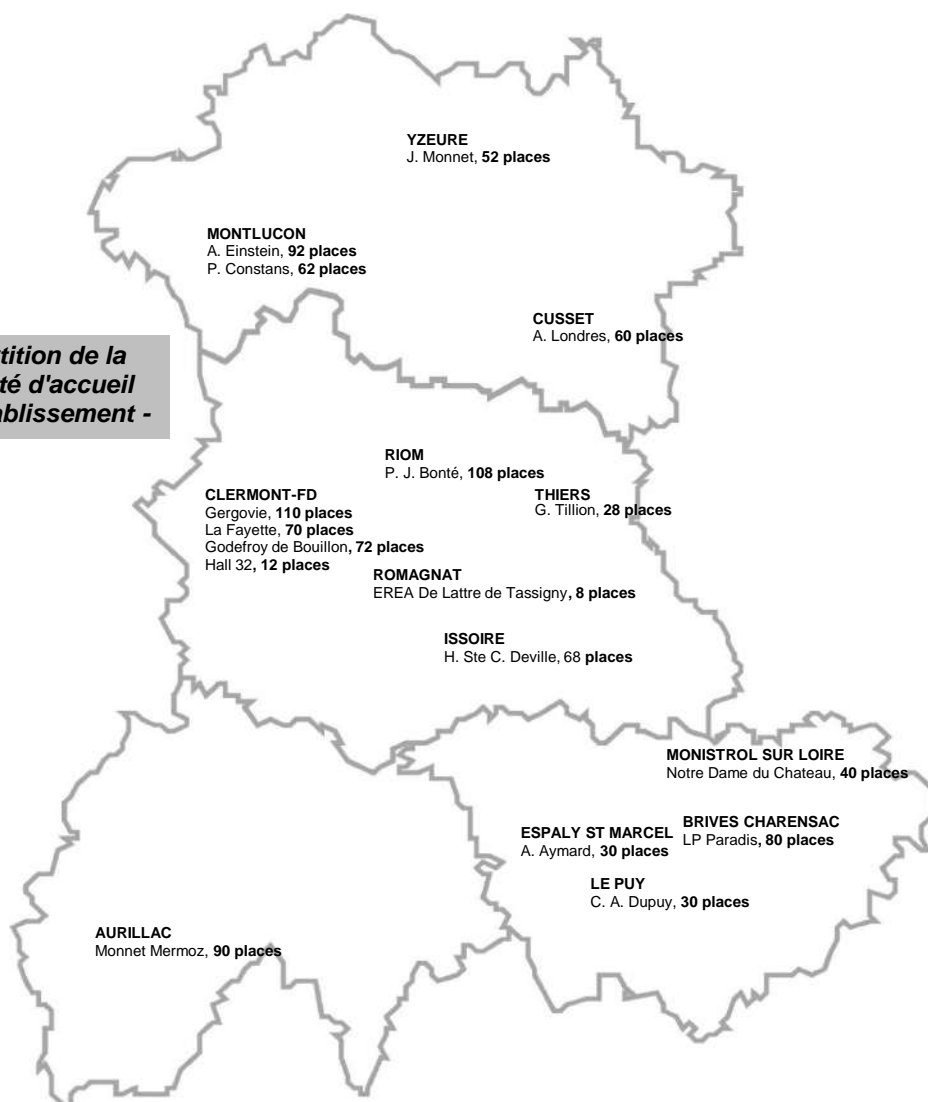 YZEURE
J. Monnet, 52 places
MONTLUCON
A. Einstein, 92 places
P. Constans, 62 places
CUSSET
A. Londres, 60 places
tition de la
té d'accueil
ablissement -
RIOM
P. J. Bonté, 108 places
CLERMONT-FD
Gergovie, 110 places
La Fayette, 70 places
Godefroy de Bouillon, 72 places
Hall 32, 12 places
THIERS
G. Tillion, 28 places
ROMAGNAT
EREA De Lattre de Tassigny, 8 places
ISSOIRE
H. Ste C. Deville, 68 places
MONISTROL SUR LOIRE
Notre Dame du Chateau, 40 places
BRIVES CHARENSAC
LP Paradis, 80 places
ESPALY ST MARCEL
A. Aymard, 30 places
LE PUY
C. A. Dupuy, 30 places
AURILLAC
Monnet Mermoz, 90 places